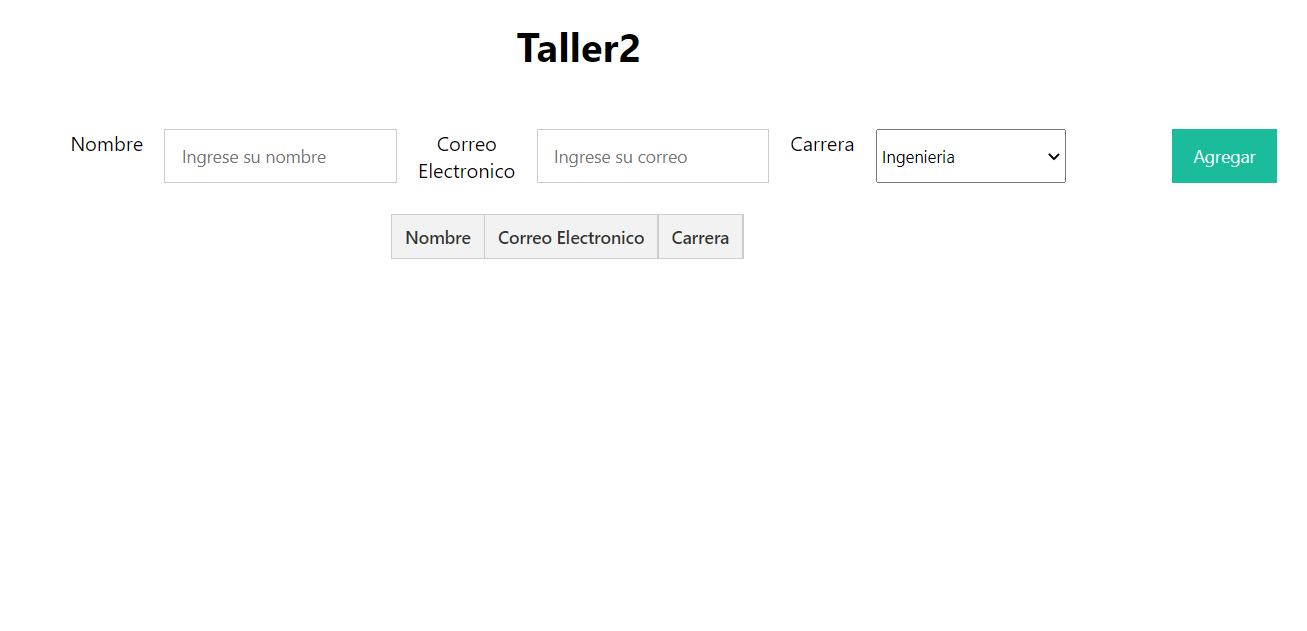 Taller2
Nombre
Ingrese su nombre
Correo
Electronico
Ingrese su correo
Carrera
Ingenieria
Agregar
Nombre Correo Electronico Carrera